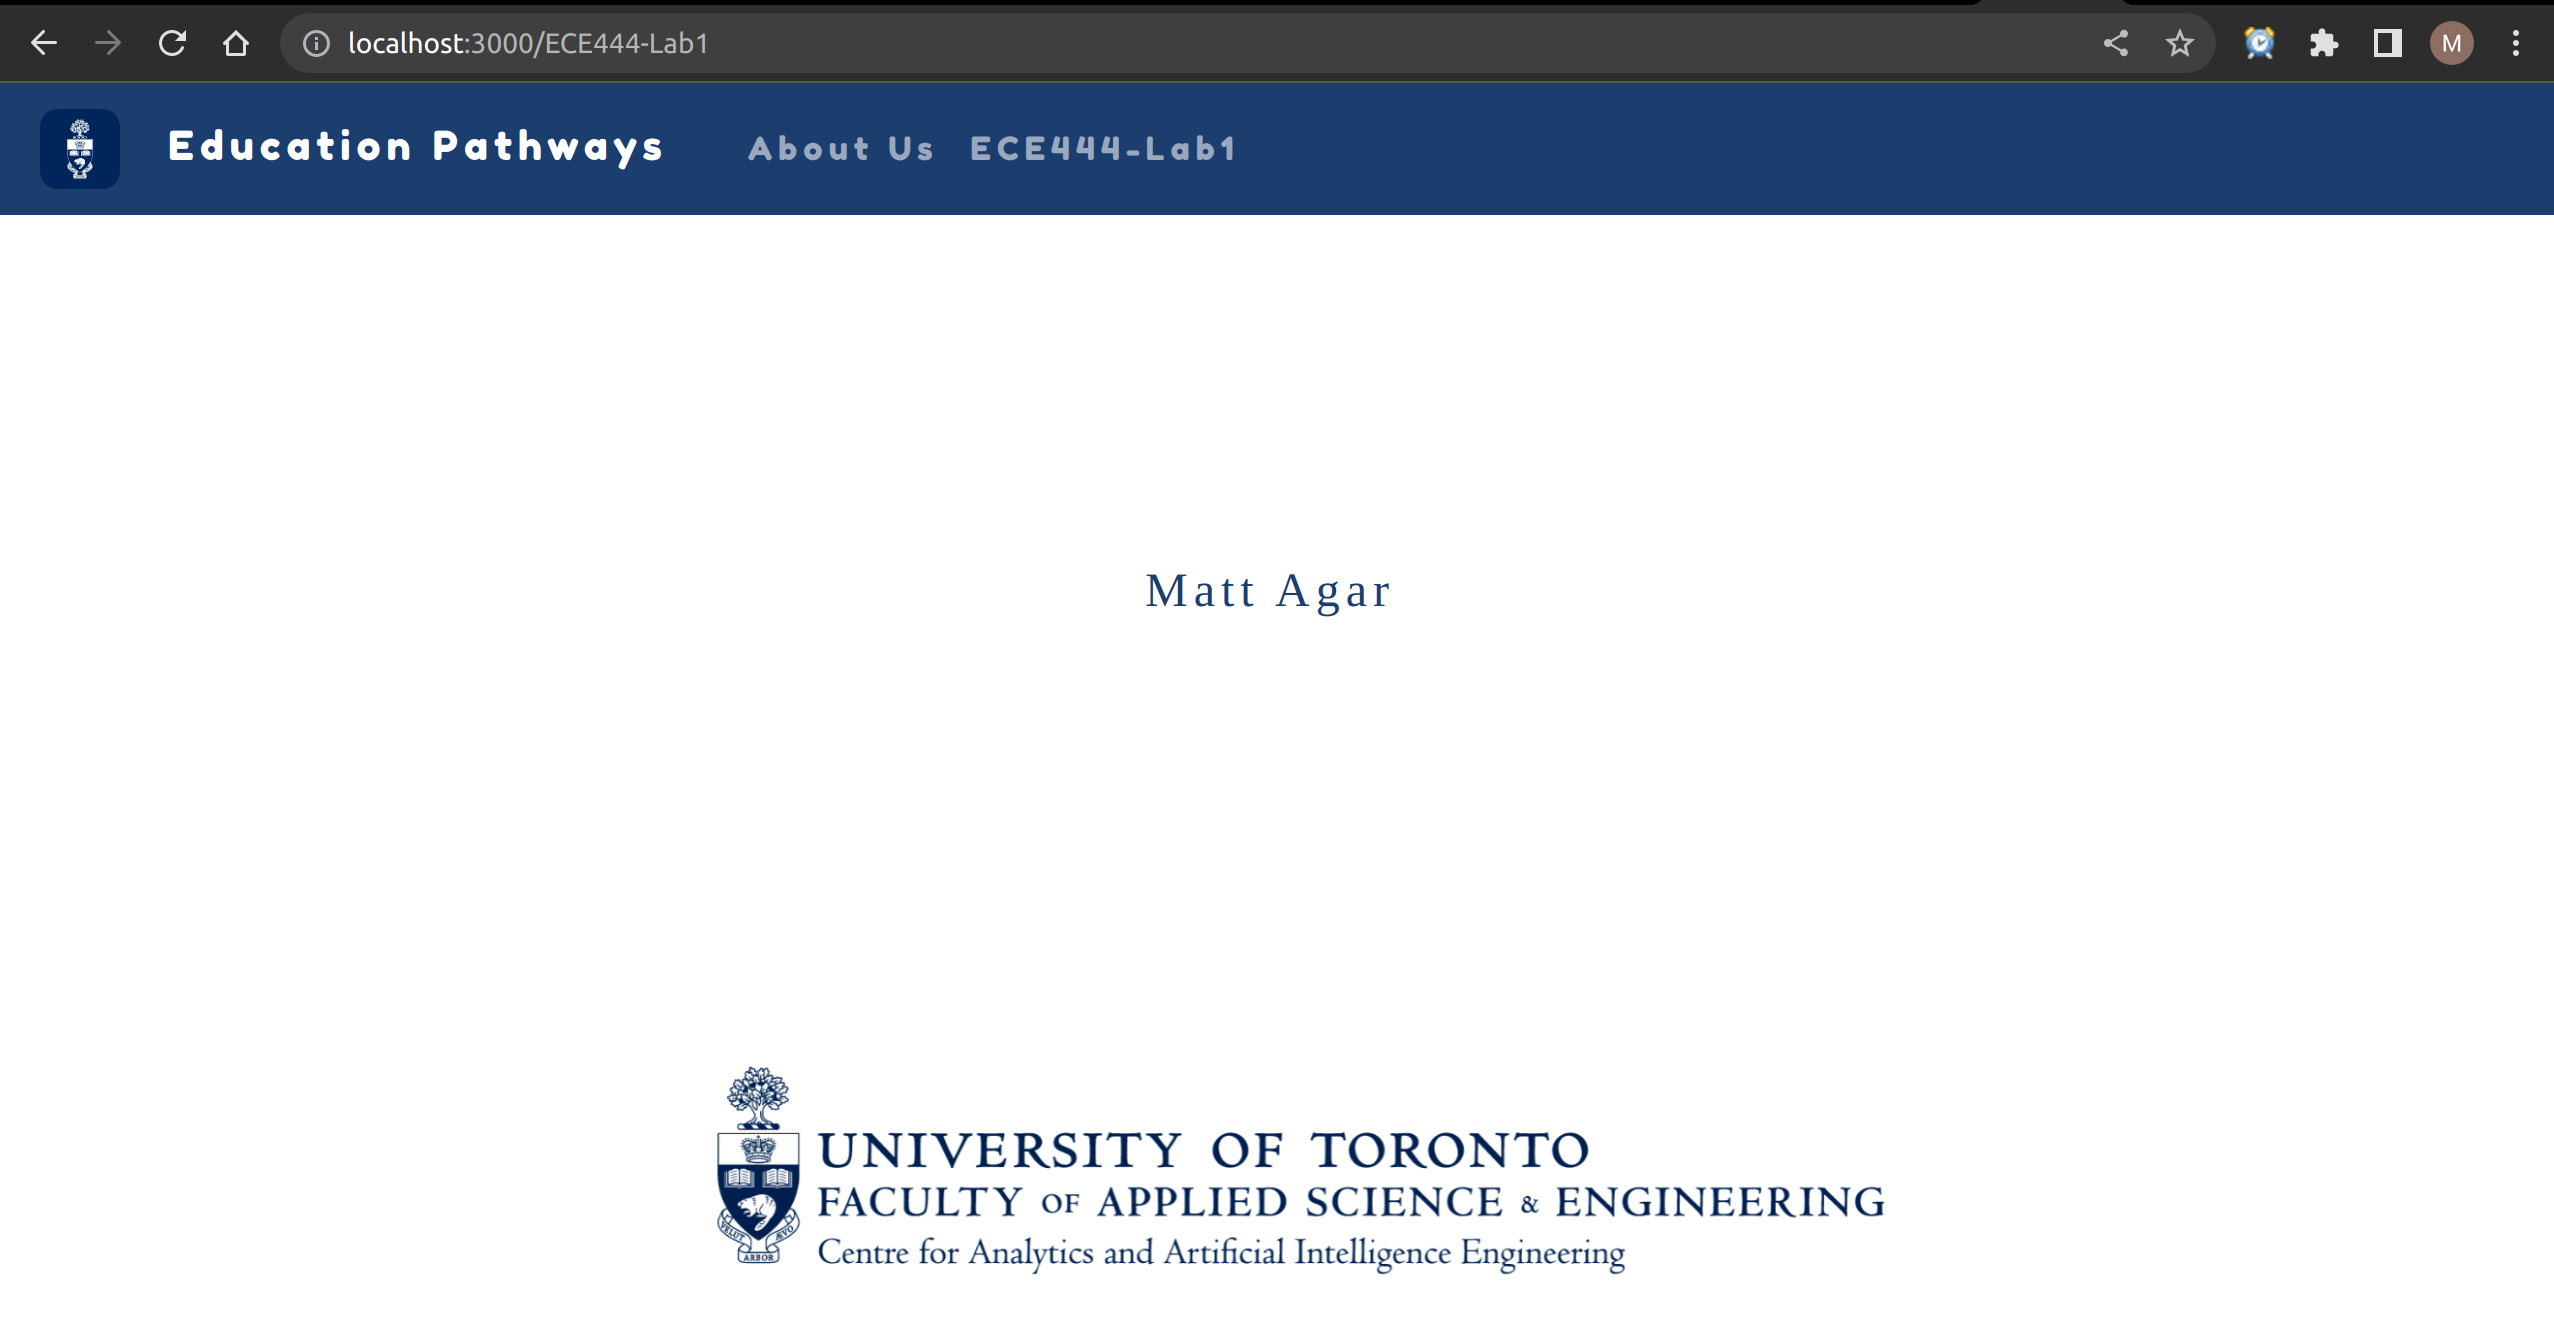 localhost:3000/ECE444-Lab1
M
Education Pathways About Us ECE444-Lab1
Matt Agar
UNIVERSITY OF TORONTO
FACULTY OF APPLIED SCIENCE & ENGINEERING
Centre for Analytics and Artificial Intelligence Engineering
VELUT ARBOR ÆVO